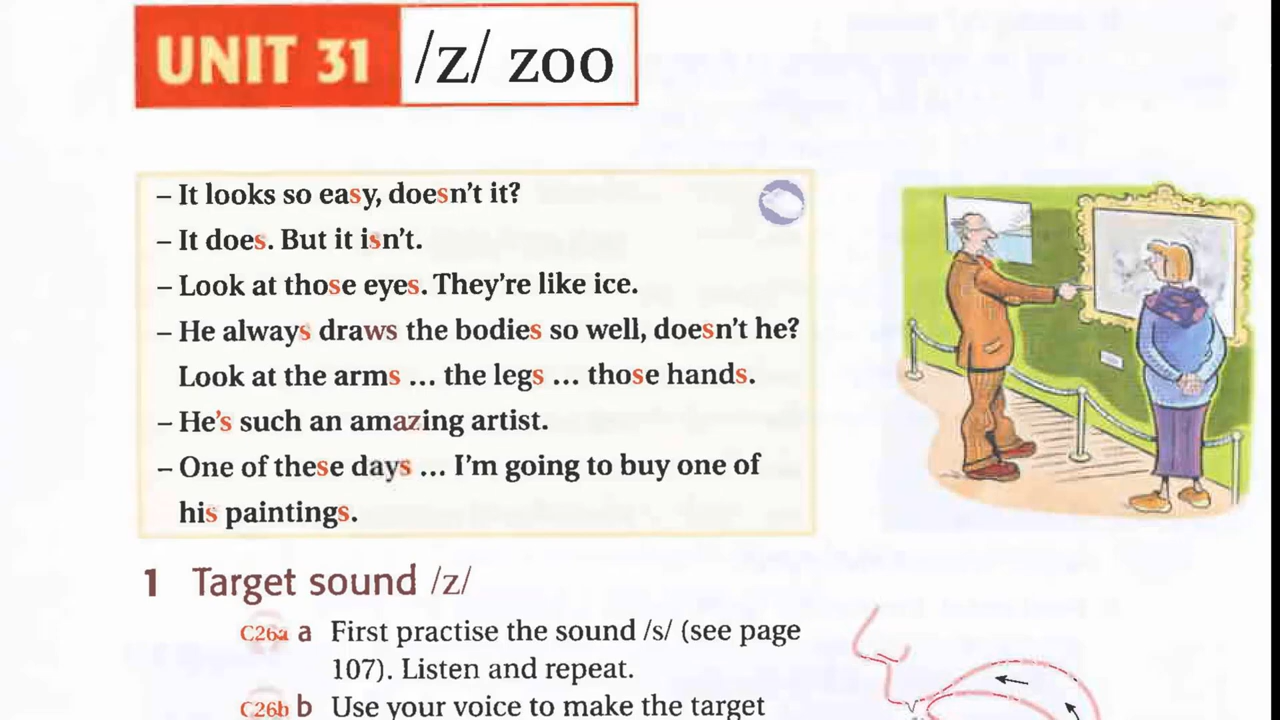 UNIT 31 /z/ zoo
– It looks so easy, doesn't it?
– It does. But it isn't.
– Look at those eyes. They're like ice.
– He always draws the bodies so well, doesn't he?
Look at the arms ... the legs ... those hands.
– He's such an amazing artist.
– One of these days ... I'm going to buy one of
his paintings.
1 Target sound /z/
C26a a First practise the sound /s/ (see page
107). Listen and repeat.
C26b b Use your voice to make the target